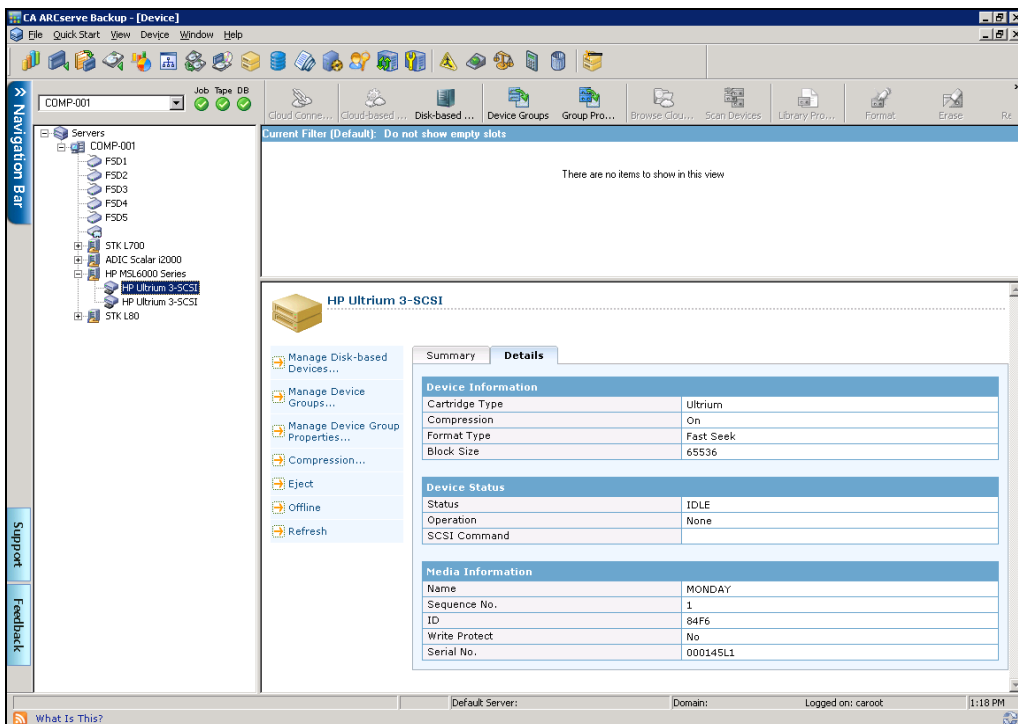 CA ARCserve Backup - [Device]
File Quick Start View Device Window Help
»
Navigation Bar
COMP-001
Job Tape DB
Cloud Conne... Cloud-based ... Disk-based ... Device Groups Group Pro... Browse Clou... Scan Devices Library Pro... Format Erase Re
Servers
COMP-001
FSD1
FSD2
FSD3
FSD4
FSD5
STK L700
ADIC Scalar i2000
HP MSL6000 Series
HP Ultrium 3-SCSI
HP Ultrium 3-SCSI
STK L80
Current Filter (Default): Do not show empty slots
There are no items to show in this view
HP Ultrium 3-SCSI
Manage Disk-based
Devices...
Manage Device
Groups...
Manage Device Group
Properties...
Compression...
Eject
Offline
Refresh
Summary Details
Device Information
Cartridge Type Ultrium
Compression On
Format Type Fast Seek
Block Size 65536
Device Status
Status IDLE
Operation None
SCSI Command
Media Information
Name MONDAY
Sequence No. 1
ID 84F6
Write Protect No
Serial No. 000145L1
Support
Feedback
Default Server: Domain: Logged on: caroot 1:18 PM
What Is This?